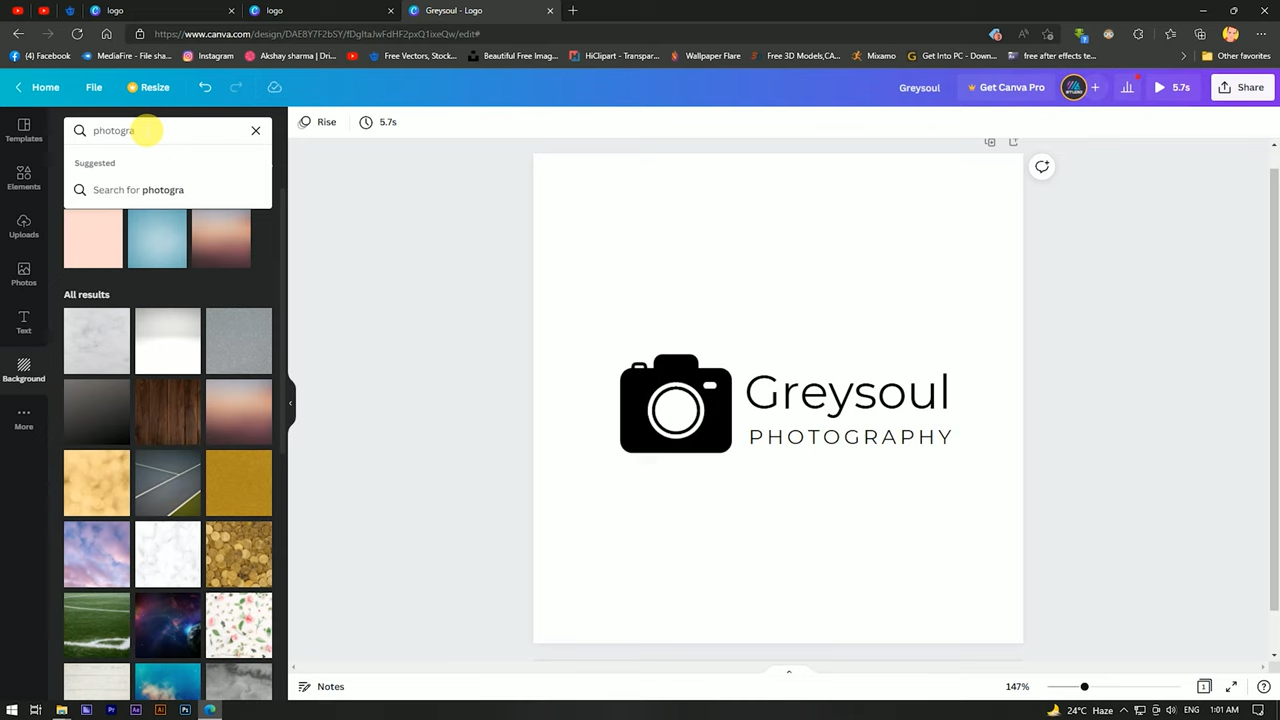 logo
logo
Greysoul - Logo
https://www.canva.com/design/DAE8Y7F2bSY/fDgltaJwFdHF2pxQ1ixeQw/edit#
(4) Facebook
MediaFire - File sha...
Instagram
Akshay sharma | Dri...
Free Vectors, Stock...
Beautiful Free Imag...
HiClipart - Transpar...
Wallpaper Flare
Free 3D Models,CA...
Mixamo
Get Into PC - Down...
free after effects te...
Other favorites
Home
File
Resize
Greysoul
Get Canva Pro
5.7s
Share
Templates
Elements
Uploads
Photos
Text
Background
More
photogra
Suggested
Search for photogra
All results
Rise
5.7s
Greysoul
PHOTOGRAPHY
Notes
147%
1
24°C Haze
ENG
1:01 AM